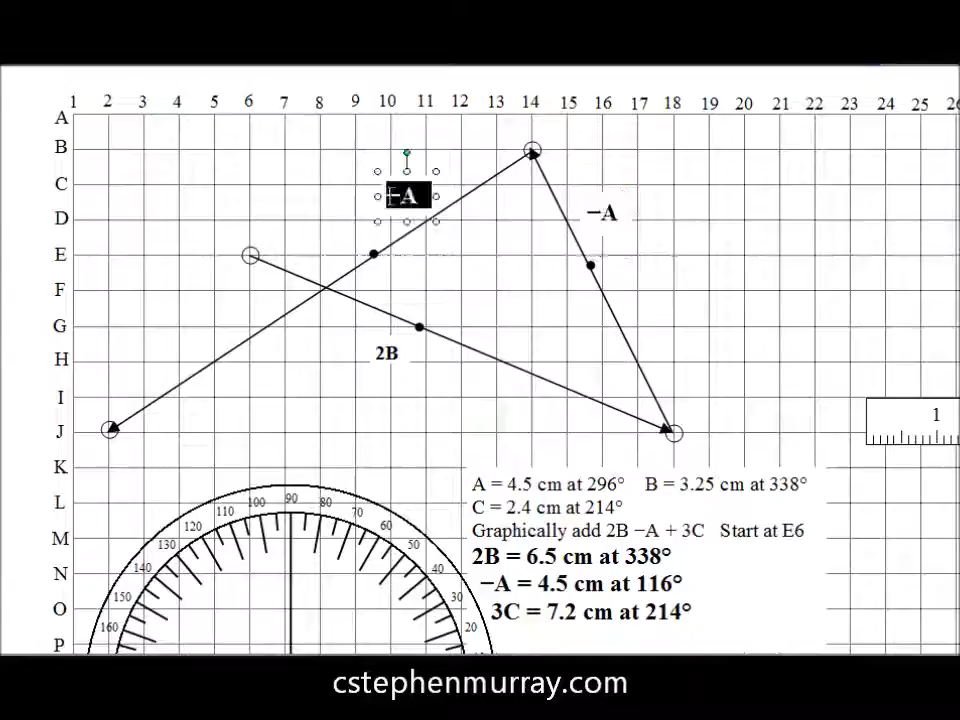 1 2 3 4 5 6 7 8 9 10 11 12 13 14 15 16 17 18 19 20 21 22 23 24 25 26
A
B
C
−A
D
−A
E
F
G
2B
H
I
J
1
K
L
M
N
O
P
160 150 140 130 120 110 100 90 80 70 60 50 40 30 20
A = 4.5 cm at 296° B = 3.25 cm at 338°
C = 2.4 cm at 214°
Graphically add 2B −A + 3C Start at E6
2B = 6.5 cm at 338°
−A = 4.5 cm at 116°
3C = 7.2 cm at 214°
cstephenmurray.com